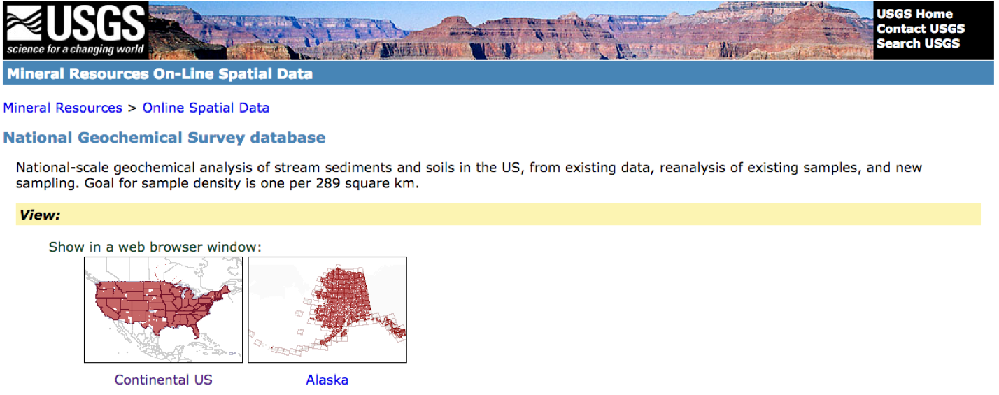 USGS
science for a changing world
USGS Home
Contact USGS
Search USGS
Mineral Resources On-Line Spatial Data
Mineral Resources > Online Spatial Data
National Geochemical Survey database
National-scale geochemical analysis of stream sediments and soils in the US, from existing data, reanalysis of existing samples, and new
sampling. Goal for sample density is one per 289 square km.
View:
Show in a web browser window:
Continental US
Alaska